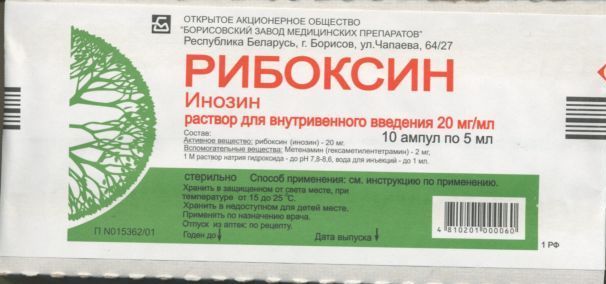 ОТКРЫТОЕ АКЦИОНЕРНОЕ ОБЩЕСТВО
"БОРИСОВСКИЙ ЗАВОД МЕДИЦИНСКИХ ПРЕПАРАТОВ"
Республика Беларусь, г. Борисов, ул.Чапаева, 64/27
РИБОКСИН
Инозин
раствор для внутривенного введения 20 мг/мл
10 ампул по 5 мл
Состав:
Активное вещество: рибоксин (инозин) - 20 мг.
Вспомогательные вещества: Метенамин (гексаметилентетрамин) - 2 мг,
1 М раствор натрия гидроксида - до pH 7,8-8,6, вода для инъекций - до 1 мл.
стерильно Способ применения: см. инструкцию по применению.
Хранить в защищенном от света месте, при
температуре от 15 до 25 °С.
Хранить в недоступном для детей месте.
Применять по назначению врача.
Отпуск из аптек: по рецепту.
Годен до Дата выпуска
П N015362/01
4 810201 000060
1 РФ